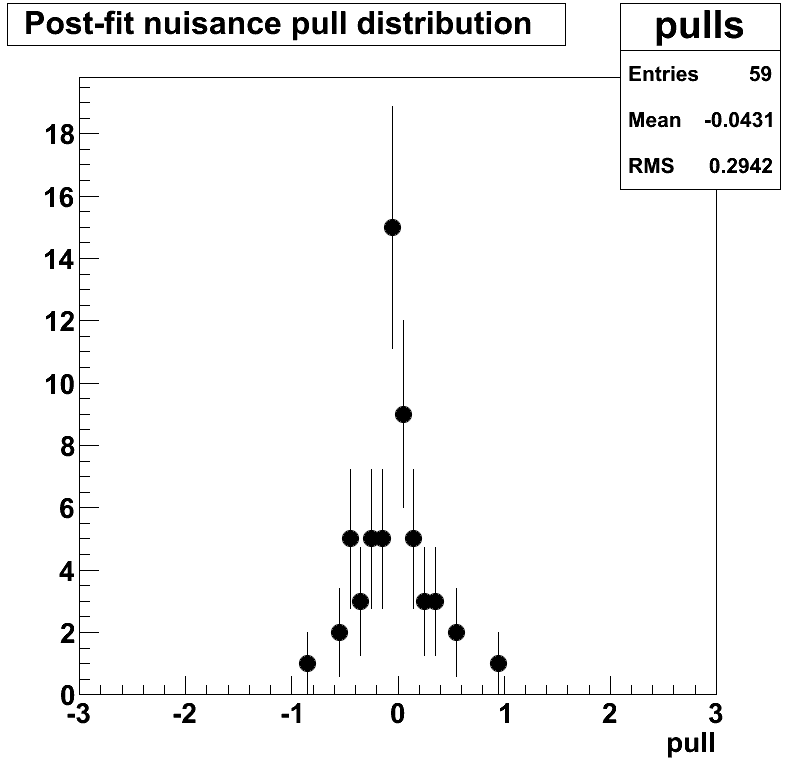 Post-fit nuisance pull distribution
pulls
Entries 59
Mean -0.0431
RMS 0.2942
18
16
14
12
10
8
6
4
2
0
-3 -2 -1 0 1 2 3
pull